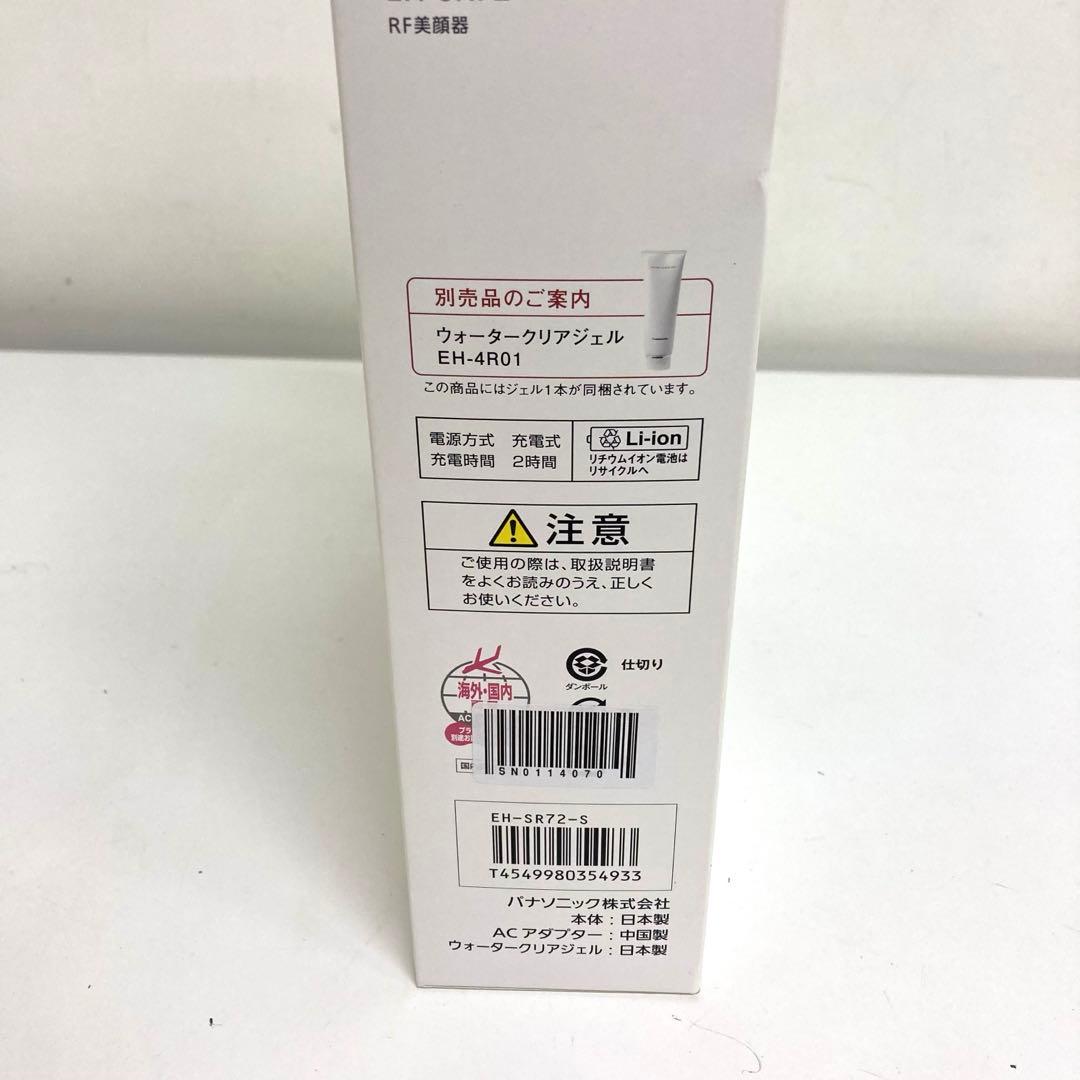 RF美顔器
別売品のご案内
ウォータークリアジェル
EH-4R01
この商品にはジェル1本が同梱されています。
電源方式 充電式
充電時間 2時間
Li-ion
リチウムイオン電池は
リサイクルへ
注意
ご使用の際は、取扱説明書
をよくお読みのうえ、正しく
お使いください。
海外・国内
AC
プラ
別途お
国内
ダンボール
仕切り
SN0114070
EH-SR72-S
T4549980354933
パナソニック株式会社
本体:日本製
ACアダプター:中国製
ウォータークリアジェル:日本製